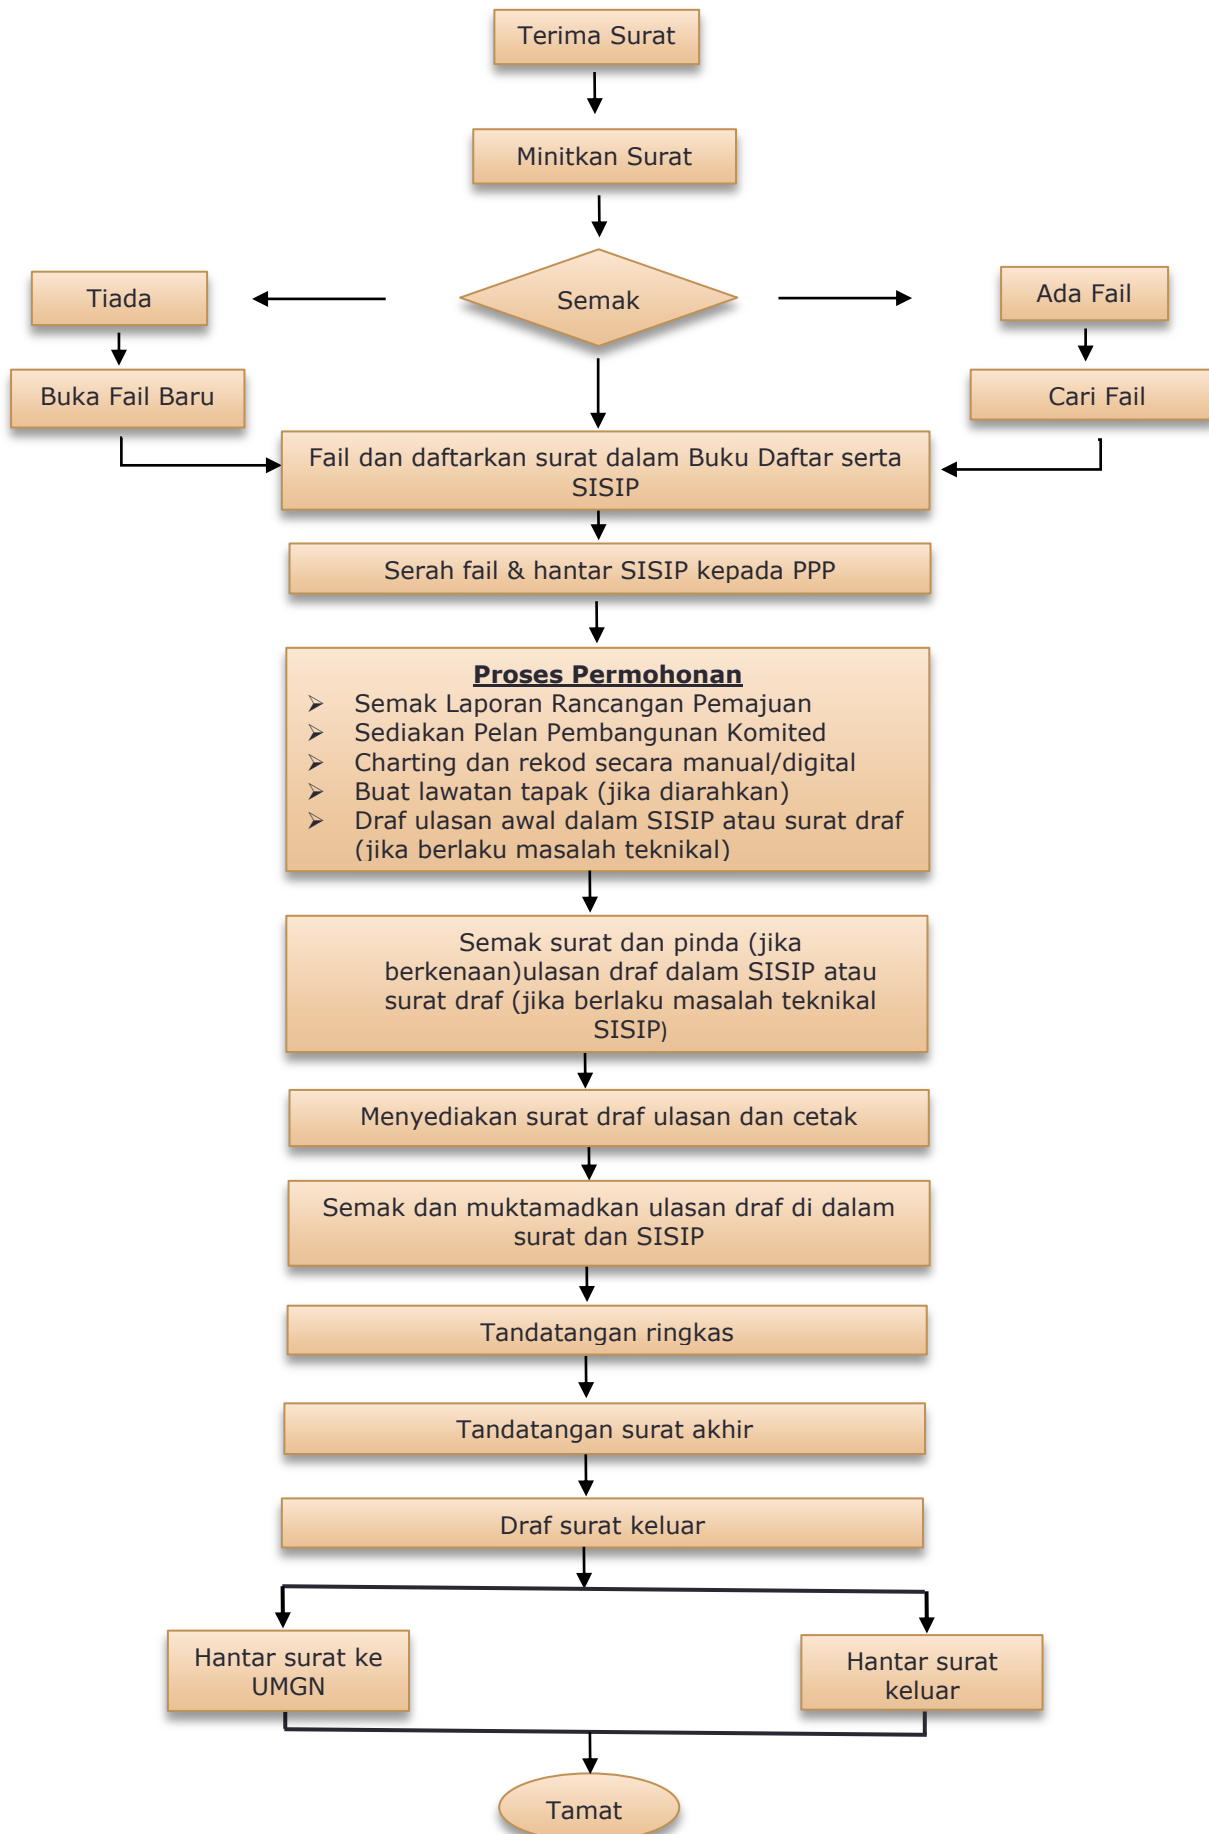 Terima Surat
Minitkan Surat
Tiada
Semak
Ada Fail
Buka Fail Baru
Cari Fail
Fail dan daftarkan surat dalam Buku Daftar serta
SISIP
Serah fail & hantar SISIP kepada PPP
Proses Permohonan
➢ Semak Laporan Rancangan Pemajuan
➢ Sediakan Pelan Pembangunan Komited
➢ Charting dan rekod secara manual/digital
➢ Buat lawatan tapak (jika diarahkan)
➢ Draf ulasan awal dalam SISIP atau surat draf
(jika berlaku masalah teknikal)
Semak surat dan pinda (jika
berkenaan)ulasan draf dalam SISIP atau
surat draf (jika berlaku masalah teknikal
SISIP)
Menyediakan surat draf ulasan dan cetak
Semak dan muktamadkan ulasan draf di dalam
surat dan SISIP
Tandatangan ringkas
Tandatangan surat akhir
Draf surat keluar
Hantar surat ke
UMGN
Hantar surat
keluar
Tamat